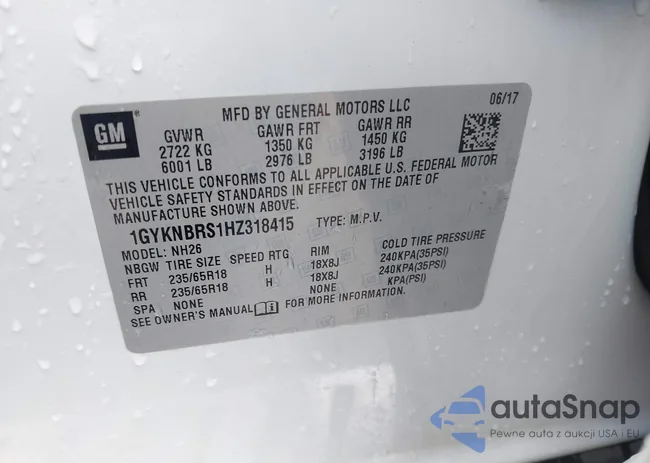 MFD BY GENERAL MOTORS LLC 06/17
GM
GVWR GAWR FRT GAWR RR
2722 KG 1350 KG 1450 KG
6001 LB 2976 LB 3196 LB
THIS VEHICLE CONFORMS TO ALL APPLICABLE U.S. FEDERAL MOTOR
VEHICLE SAFETY STANDARDS IN EFFECT ON THE DATE OF
MANUFACTURE SHOWN ABOVE.
1GYKNBRS1HZ318415 TYPE: M.P.V.
MODEL: NH26
NBGW TIRE SIZE SPEED RTG RIM COLD TIRE PRESSURE
FRT 235/65R18 H 18X8J 240KPA(35PSI)
RR 235/65R18 H 18X8J 240KPA(35PSI)
SPA NONE NONE KPA(PSI)
SEE OWNER'S MANUAL FOR MORE INFORMATION.
autoSnap
Pewne auta z aukcji USA i EU